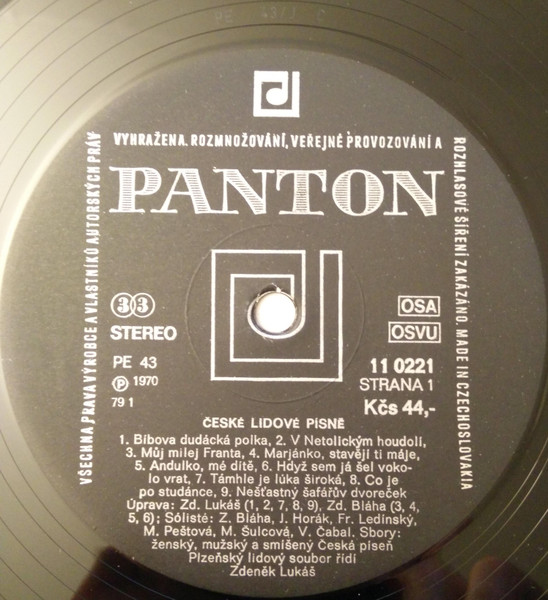 VŠECHNA PRÁVA VÝROBCE A VLASTNÍKŮ AUTORSKÝCH PRÁV
VYHRAŽENA. ROZMNOŽOVÁNÍ, VEŘEJNÉ PROVOZOVÁNÍ A
ROZHLASOVÉ ŠÍŘENÍ ZAKÁZÁNO. MADE IN CZECHOSLOVAKIA
PANTON
33
STEREO
OSA
OSVU
PE 43
Ⓟ 1970
79 1
11 0221
STRANA 1
Kčs 44,-
ČESKÉ LIDOVÉ PÍSNĚ
1. Bíbova dudácká polka, 2. V Netolickým houdolí,
3. Můj milej Franta, 4. Marjánko, stavějí ti máje,
5. Andulko, mé dítě, 6. Hdyž sem já šel voko-
lo vrat, 7. Támhle je lúka široká, 8. Co je
po studánce, 9. Nešťastný šafářův dvoreček
Úprava: Zd. Lukáš (1, 2, 7, 8, 9), Zd. Bláha (3, 4,
5, 6); Sólisté: Z. Bláha, J. Horák, Fr. Ledinský,
M. Peštová, M. Šulcová, V. Čabal. Sbory:
ženský, mužský a smíšený Česká píseň
Plzeňský lidový soubor řídí
Zdeněk Lukáš